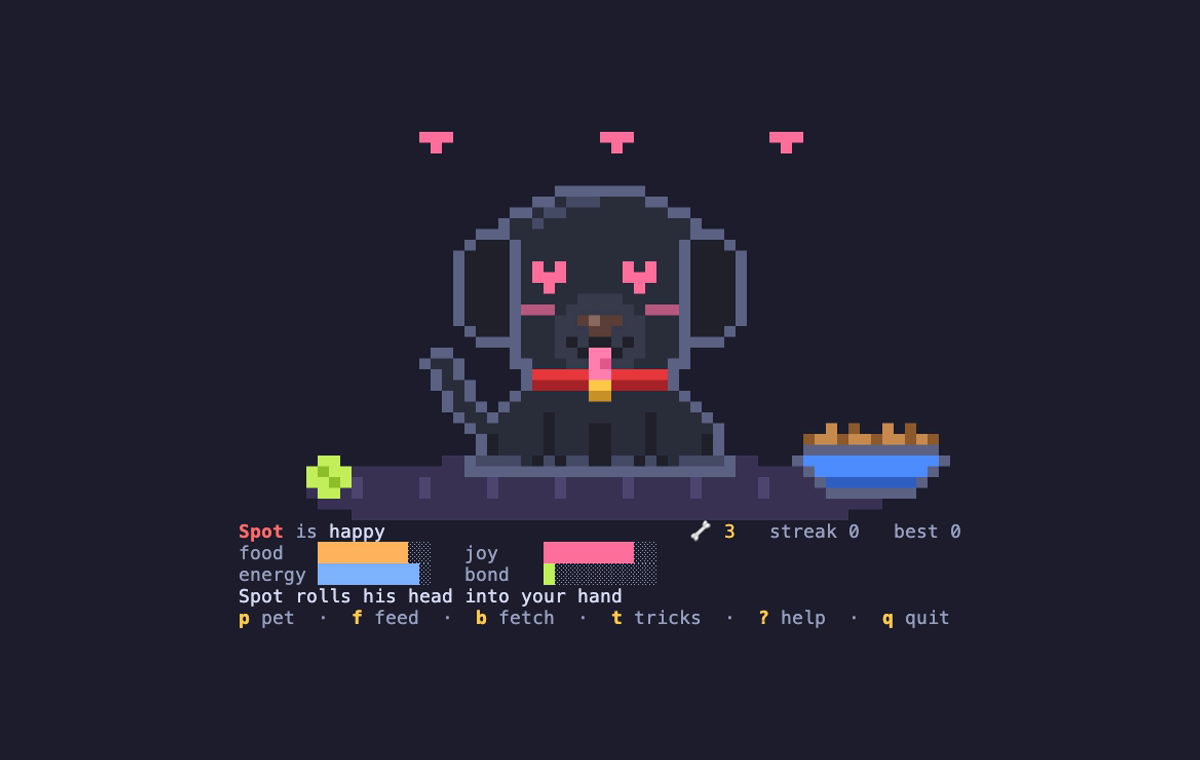 Spot is happy 3 streak 0 best 0
food joy
energy bond
Spot rolls his head into your hand
p pet · f feed · b fetch · t tricks · ? help · q quit